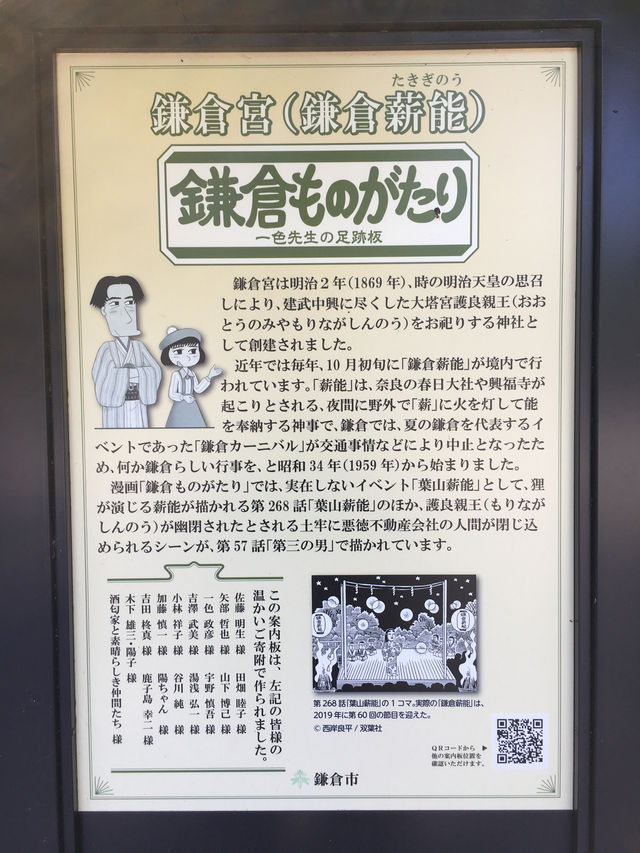 たきぎのう
鎌倉宮(鎌倉薪能)
鎌倉ものがたり
一色先生の足跡板
鎌倉宮は明治2年(1869年)、時の明治天皇の思召
しにより、建武中興に尽くした大塔宮護良親王(おお
とうのみやもりながしんのう)をお祀りする神社と
して創建されました。
近年では毎年、10月初旬に「鎌倉薪能」が境内で行
われています。「薪能」は、奈良の春日大社や興福寺が
起こりとされる、夜間に野外で「薪」に火を灯して能
を奉納する神事で、鎌倉では、夏の鎌倉を代表するイ
ベントであった「鎌倉カーニバル」が交通事情などにより中止となったた
め、何か鎌倉らしい行事を、と昭和34年(1959年)から始まりました。
漫画「鎌倉ものがたり」では、実在しないイベント「葉山薪能」として、狸
が演じる薪能が描かれる第268話「葉山薪能」のほか、護良親王(もりなが
しんのう)が幽閉されたとされる土牢に悪徳不動産会社の人間が閉じ込
められるシーンが、第57話「第三の男」で描かれています。
この案内板は、左記の皆様の
温かいご寄附で作られました。
佐藤 明生 様 田畑 睦子 様
矢部 哲也 様 山下 博己 様
一色 政彦 様 宇野 慎吾 様
吉澤 武美 様 湯浅 弘一 様
小林 祥子 様 谷川 純 様
加藤 慎一 様 陽ちゃん 様
吉田 柊真 様 鹿子島 幸二 様
木下 雄三・陽子 様
酒匂家と素晴らしき仲間たち 様
第268話「葉山薪能」の1コマ。実際の「鎌倉薪能」は、
2019年に第60回の節目を迎えた。
© 西岸良平 / 双葉社
QRコードから ▶
他の案内板位置を
確認いただけます。
鎌倉市